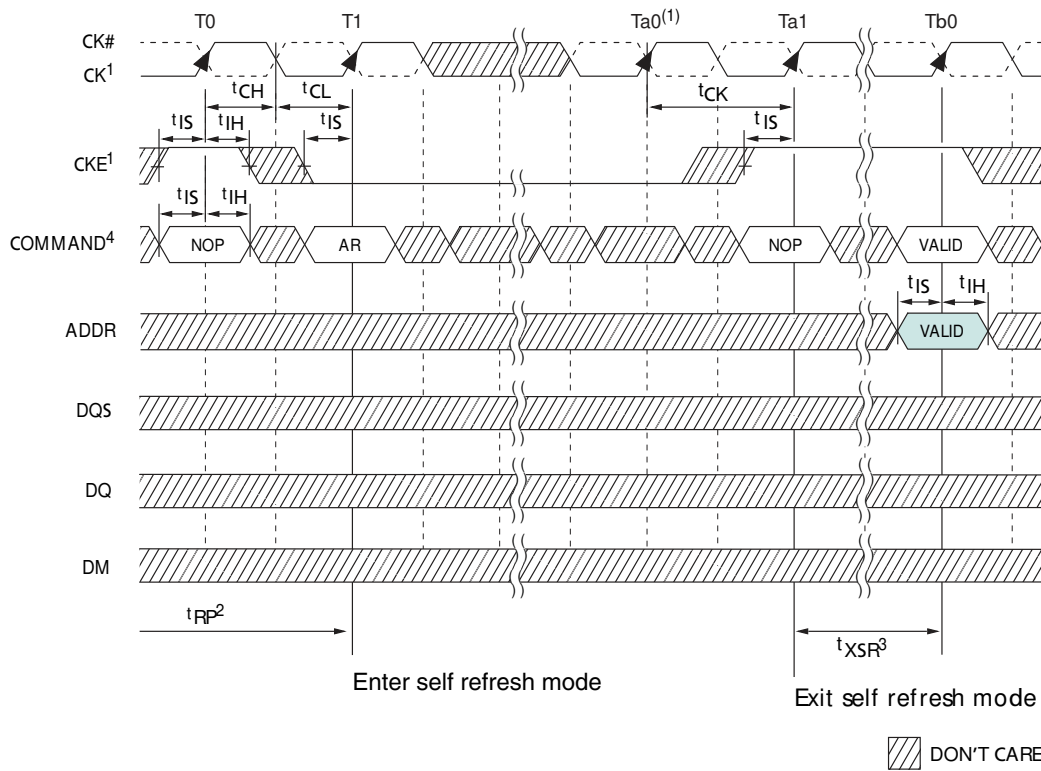 T0 T1 Ta0(1) Ta1 Tb0
CK#
CK1
tCH tCL tCK
tIS tIH tIS tIS
CKE1
tIS tIH
COMMAND4 NOP AR NOP VALID
tIS tIH
ADDR VALID
DQS
DQ
DM
tRP2
tXSR3
Enter self refresh mode
Exit self refresh mode
DON'T CARE